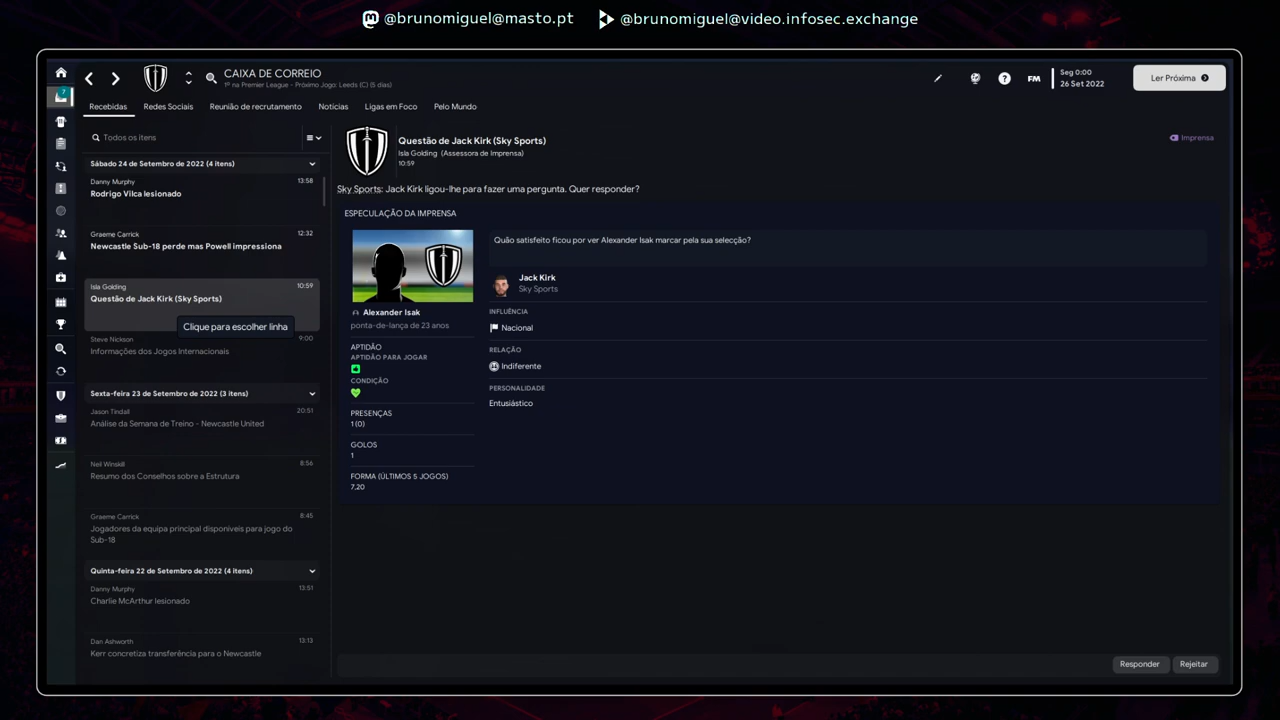 @brunomiguel@masto.pt
@brunomiguel@video.infosec.exchange
CAIXA DE CORREIO
1º na Premier League - Próximo Jogo: Leeds (C) (5 dias)
FM
Seg 0:00
26 Set 2022
Ler Próxima
7
Recebidas
Redes Sociais
Reunião de recrutamento
Notícias
Ligas em Foco
Pelo Mundo
Todos os itens
Sábado 24 de Setembro de 2022 (4 itens)
Danny Murphy
13:58
Rodrigo Vilca lesionado
Graeme Carrick
12:32
Newcastle Sub-18 perde mas Powell impressiona
Isla Golding
10:59
Questão de Jack Kirk (Sky Sports)
Clique para escolher linha
Steve Nickson
9:00
Informações dos Jogos Internacionais
Sexta-feira 23 de Setembro de 2022 (3 itens)
Jason Tindall
20:51
Análise da Semana de Treino - Newcastle United
Neil Winskill
8:56
Resumo dos Conselhos sobre a Estrutura
Graeme Carrick
8:45
Jogadores da equipa principal disponíveis para jogo do
Sub-18
Quinta-feira 22 de Setembro de 2022 (4 itens)
Danny Murphy
13:51
Charlie McArthur lesionado
Dan Ashworth
13:13
Kerr concretiza transferência para o Newcastle
Questão de Jack Kirk (Sky Sports)
Isla Golding (Assessora de Imprensa)
10:59
Imprensa
Sky Sports: Jack Kirk ligou-lhe para fazer uma pergunta. Quer responder?
ESPECULAÇÃO DA IMPRENSA
Alexander Isak
ponta-de-lança de 23 anos
APTIDÃO
APTIDÃO PARA JOGAR
CONDIÇÃO
PRESENÇAS
1 (0)
GOLOS
1
FORMA (ÚLTIMOS 5 JOGOS)
7,20
Quão satisfeito ficou por ver Alexander Isak marcar pela sua selecção?
Jack Kirk
Sky Sports
INFLUÊNCIA
Nacional
RELAÇÃO
Indiferente
PERSONALIDADE
Entusiástico
Responder
Rejeitar